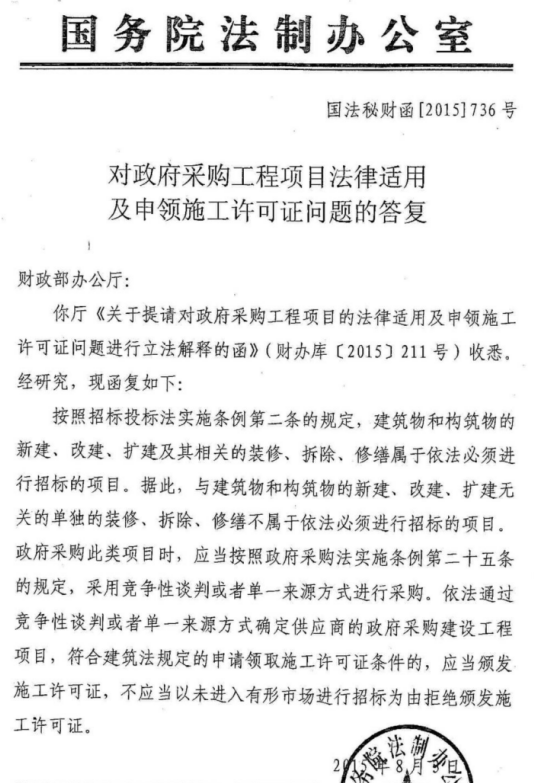 国务院法制办公室
国法秘财函[2015]736号
对政府采购工程项目法律适用
及申领施工许可证问题的答复
财政部办公厅：
你厅《关于提请对政府采购工程项目的法律适用及申领施工
许可证问题进行立法解释的函》（财办库〔2015〕211号）收悉。
经研究，现函复如下：
按照招标投标法实施条例第二条的规定，建筑物和构筑物的
新建、改建、扩建及其相关的装修、拆除、修缮属于依法必须进
行招标的项目。据此，与建筑物和构筑物的新建、改建、扩建无
关的单独的装修、拆除、修缮不属于依法必须进行招标的项目。
政府采购此类项目时，应当按照政府采购法实施条例第二十五条
的规定，采用竞争性谈判或者单一来源方式进行采购。依法通过
竞争性谈判或者单一来源方式确定供应商的政府采购建设工程
项目，符合建筑法规定的申请领取施工许可证条件的，应当颁发
施工许可证，不应当以未进入有形市场进行招标为由拒绝颁发施
工许可证。
院法制办公
2015年8月 日